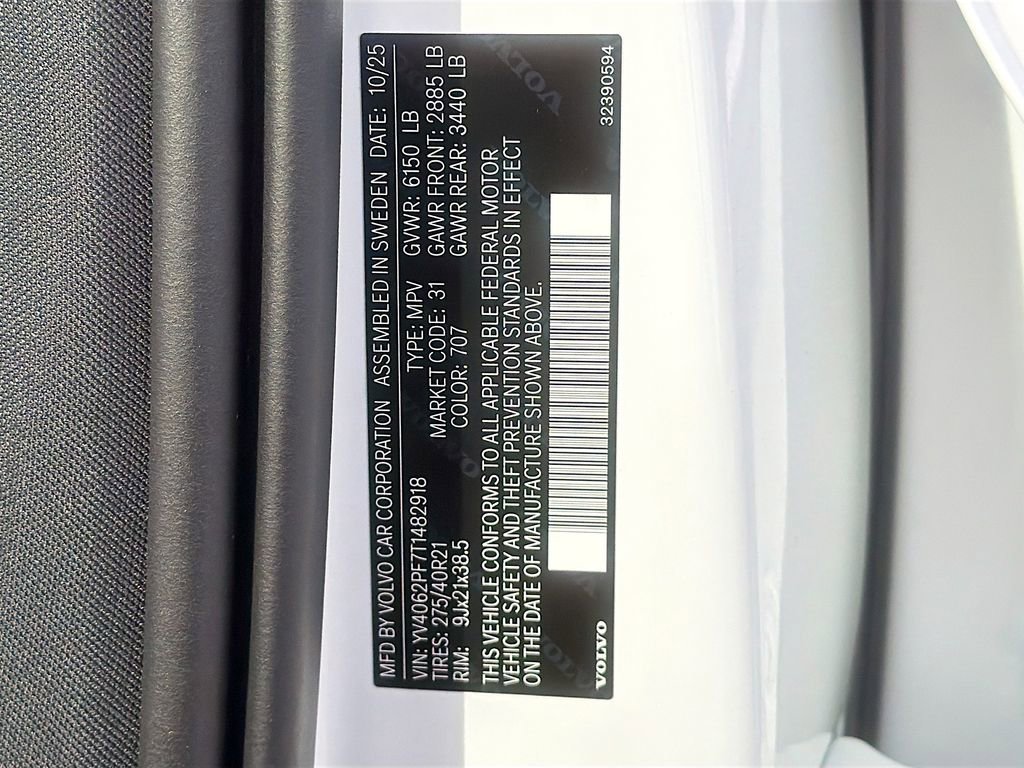 MFD BY VOLVO CAR CORPORATION ASSEMBLED IN SWEDEN DATE: 10/25
VIN: YV4062PF7T1482918 TYPE: MPV GVWR: 6150 LB
TIRES: 275/40R21 MARKET CODE: 31 GAWR FRONT: 2885 LB
RIM: 9Jx21x38.5 COLOR: 707 GAWR REAR: 3440 LB
THIS VEHICLE CONFORMS TO ALL APPLICABLE FEDERAL MOTOR
VEHICLE SAFETY AND THEFT PREVENTION STANDARDS IN EFFECT
ON THE DATE OF MANUFACTURE SHOWN ABOVE.
VOLVO 32390594